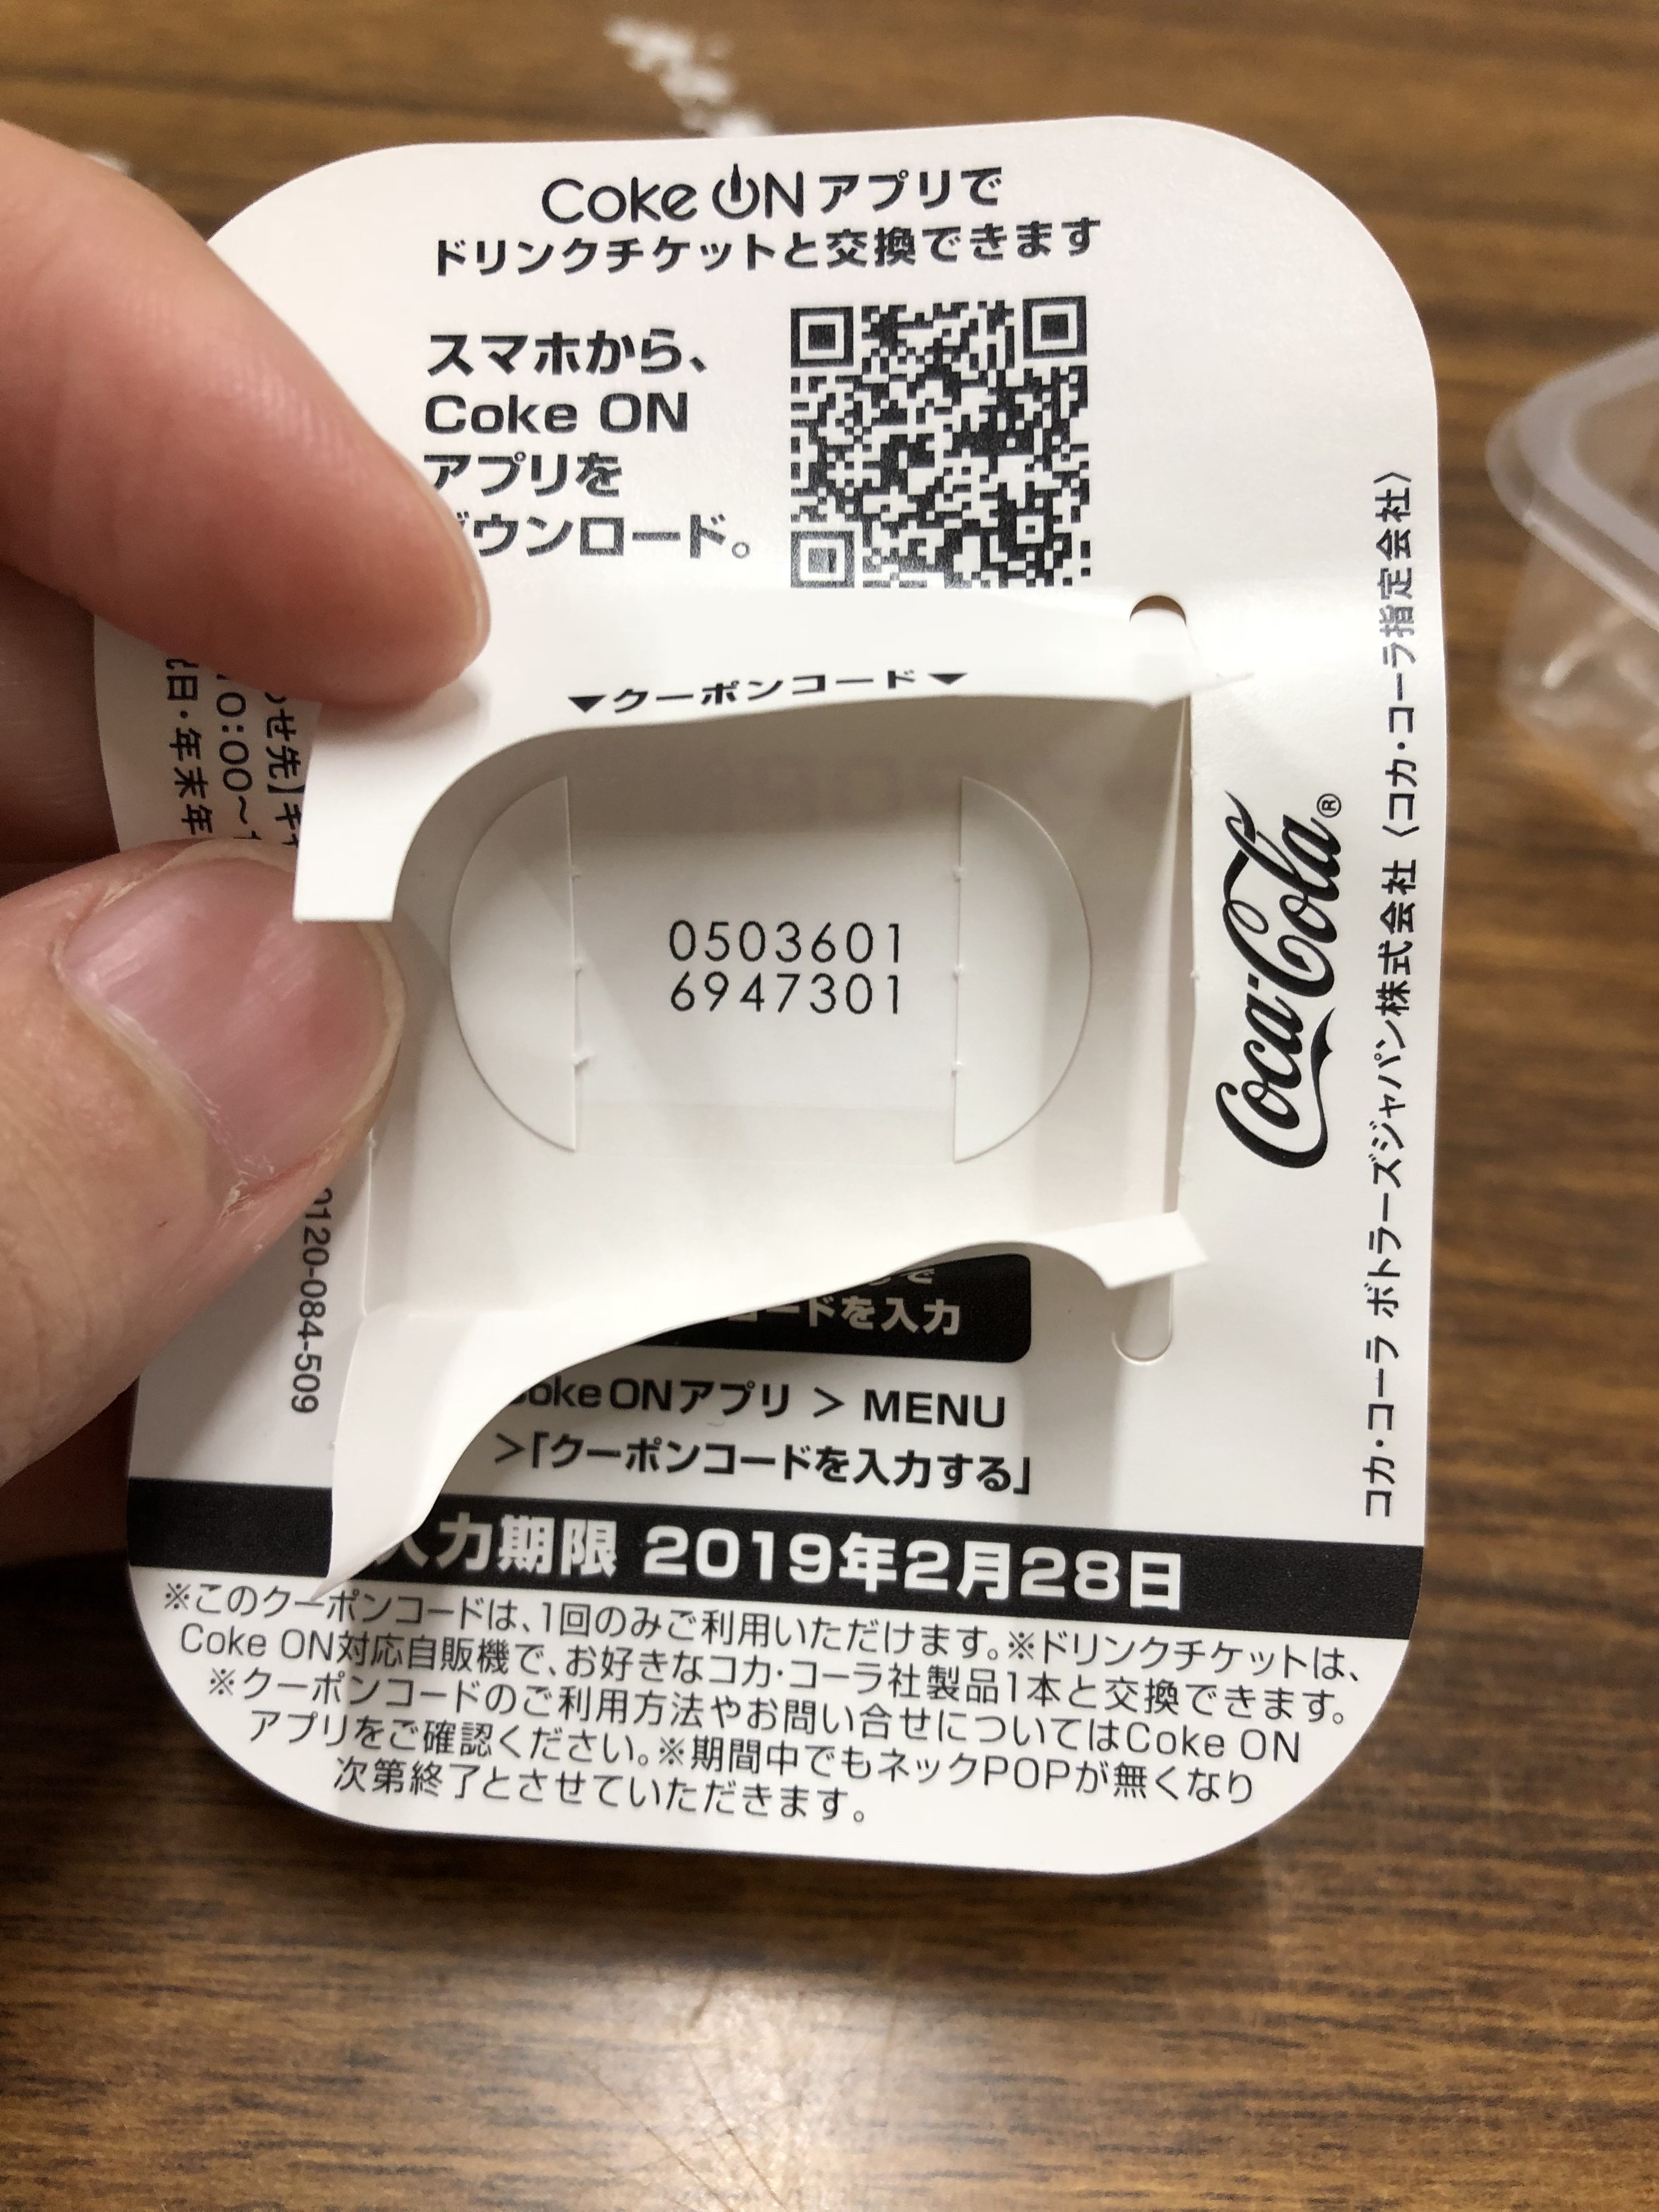 Coke ONアプリで
ドリンクチケットと交換できます
スマホから、
Coke ON
アプリを
ウンロード。
▼クーポンコード▼
0503601
6947301
ードを入力
Coke ONアプリ > MENU
>「クーポンコードを入力する」
入力期限 2019年2月28日
※このクーポンコードは、1回のみご利用いただけます。※ドリンクチケットは、
Coke ON対応自販機で、お好きなコカ・コーラ社製品1本と交換できます。
※クーポンコードのご利用方法やお問い合せについてはCoke ON
アプリをご確認ください。※期間中でもネックPOPが無くなり
次第終了とさせていただきます。
Coca-Cola®
コカ・コーラ ボトラーズジャパン株式会社〈コカ・コーラ指定会社〉
せ先】
0120-084-509
0:00~
日・年末年